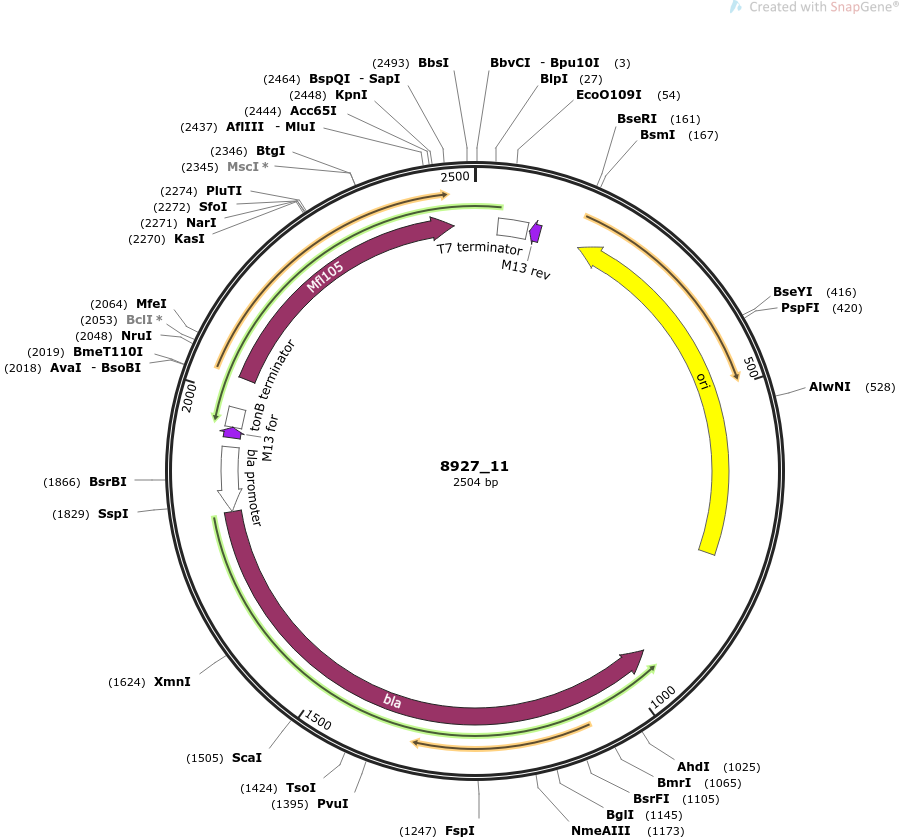 Created with SnapGene®
(2493) BbsI
(2464) BspQI - SapI
(2448) KpnI
(2444) Acc65I
(2437) AflIII - MluI
(2346) BtgI
(2345) MscI *
(2274) PluTI
(2272) SfoI
(2271) NarI
(2270) KasI
(2064) MfeI
(2053) BclI *
(2048) NruI
(2019) BmeT110I
(2018) AvaI - BsoBI
(1866) BsrBI
(1829) SspI
(1624) XmnI
(1505) ScaI
(1424) TsoI
(1395) PvuI
(1247) FspI
BbvCI - Bpu10I (3)
BlpI (27)
EcoO109I (54)
BseRI (161)
BsmI (167)
BseYI (416)
PspFI (420)
AlwNI (528)
AhdI (1025)
BmrI (1065)
BsrFI (1105)
BglI (1145)
NmeAIII (1173)
2500
500
1000
1500
2000
T7 terminator
M13 rev
Mfl105
tonB terminator
M13 for
bla promoter
ori
bla
8927_11
2504 bp